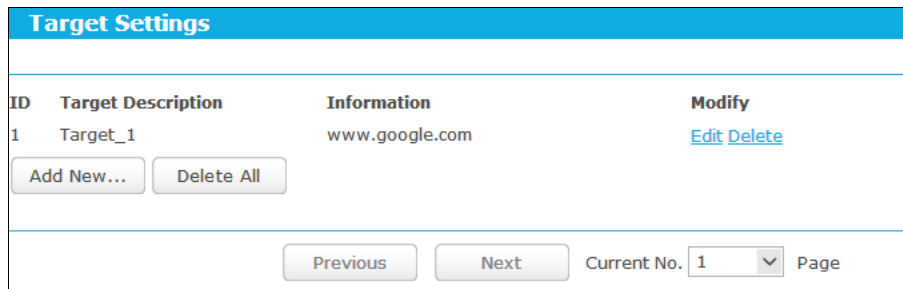 Target Settings
ID Target Description Information Modify
1 Target_1 www.google.com Edit Delete
Add New... Delete All
Previous Next Current No. 1 Page